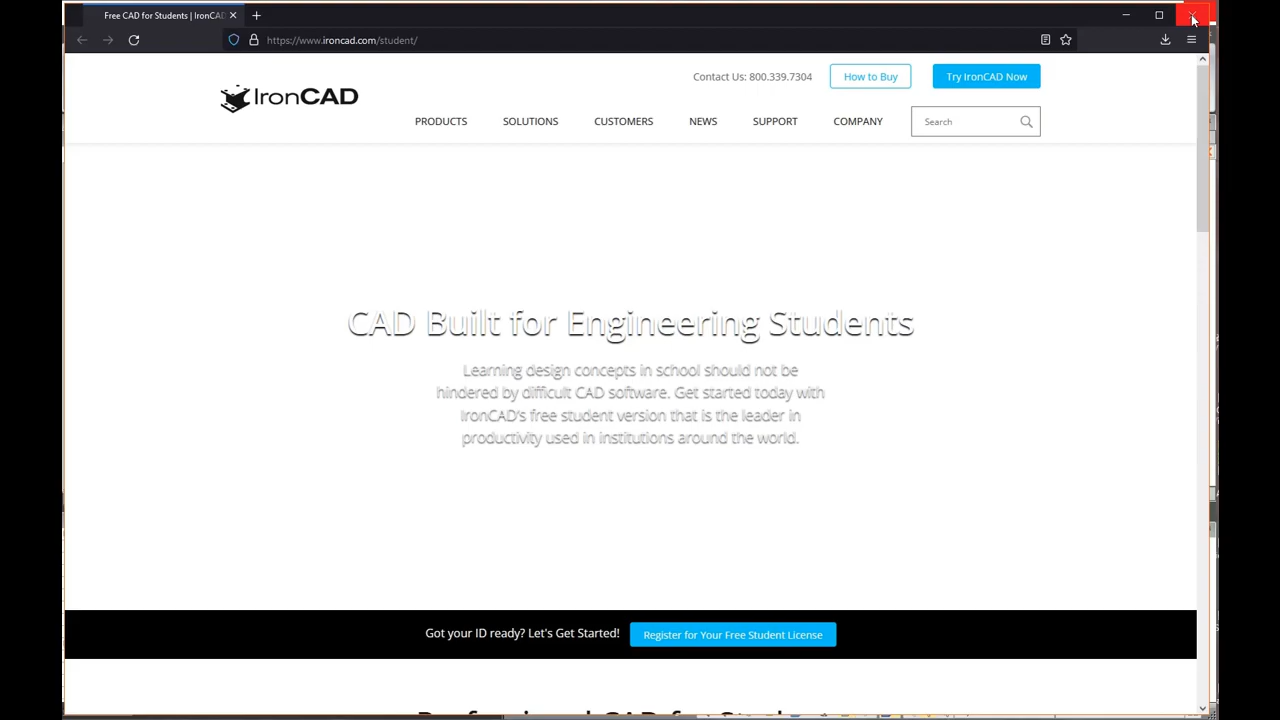 Free CAD for Students | IronCAD
https://www.ironcad.com/student/
Contact Us: 800.339.7304
How to Buy
Try IronCAD Now
IronCAD
PRODUCTS
SOLUTIONS
CUSTOMERS
NEWS
SUPPORT
COMPANY
Search
CAD Built for Engineering Students
Learning design concepts in school should not be
hindered by difficult CAD software. Get started today with
IronCAD's free student version that is the leader in
productivity used in institutions around the world.
Got your ID ready? Let's Get Started!
Register for Your Free Student License